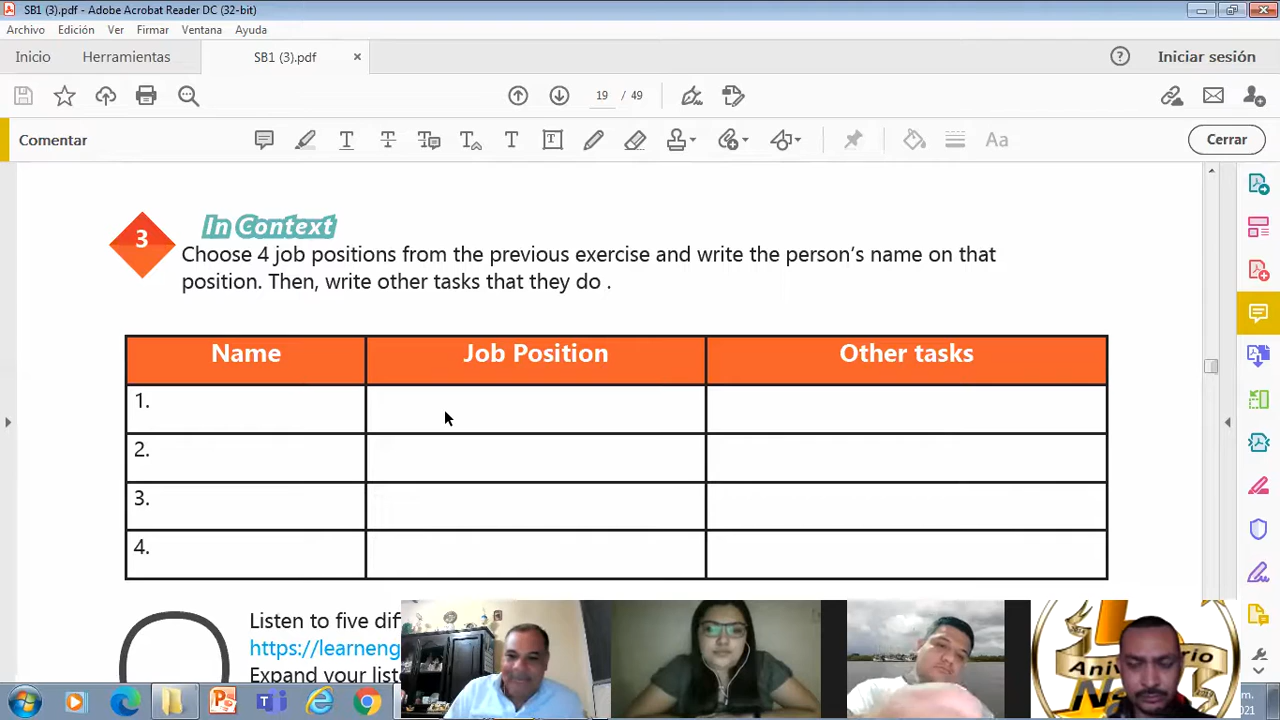 SB1 (3).pdf - Adobe Acrobat Reader DC (32-bit)
Archivo Edición Ver Firmar Ventana Ayuda
Inicio Herramientas SB1 (3).pdf × Iniciar sesión
19 / 49
Comentar Cerrar
3 In Context
Choose 4 job positions from the previous exercise and write the person's name on that
position. Then, write other tasks that they do .
Name Job Position Other tasks
1.
2.
3.
4.
Listen to five dif
https://learneng
Expand your liste
Aniversario
m.
2021